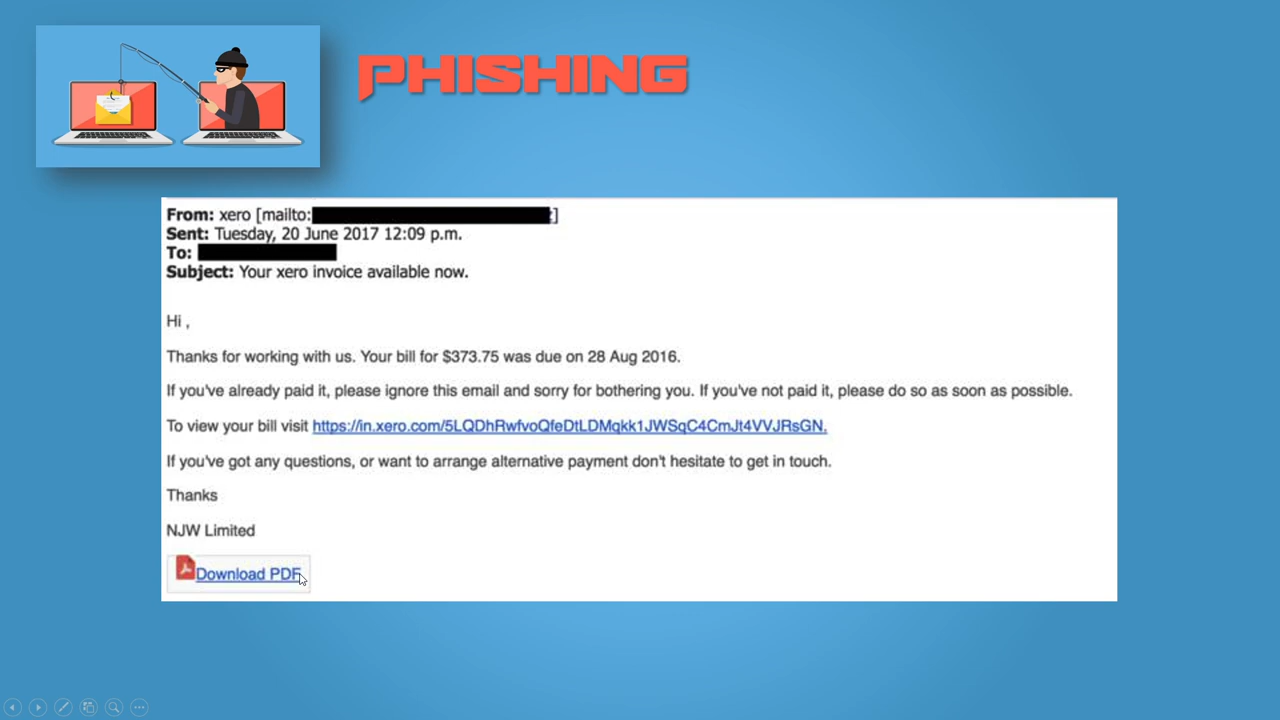 PHISHING
From: xero [mailto: ]
Sent: Tuesday, 20 June 2017 12:09 p.m.
To:
Subject: Your xero invoice available now.
Hi ,
Thanks for working with us. Your bill for $373.75 was due on 28 Aug 2016.
If you've already paid it, please ignore this email and sorry for bothering you. If you've not paid it, please do so as soon as possible.
To view your bill visit https://in.xero.com/5LQDhRwfvoQfeDtLDMqkk1JWSqC4CmJt4VVJRsGN.
If you've got any questions, or want to arrange alternative payment don't hesitate to get in touch.
Thanks
NJW Limited
Download PDF